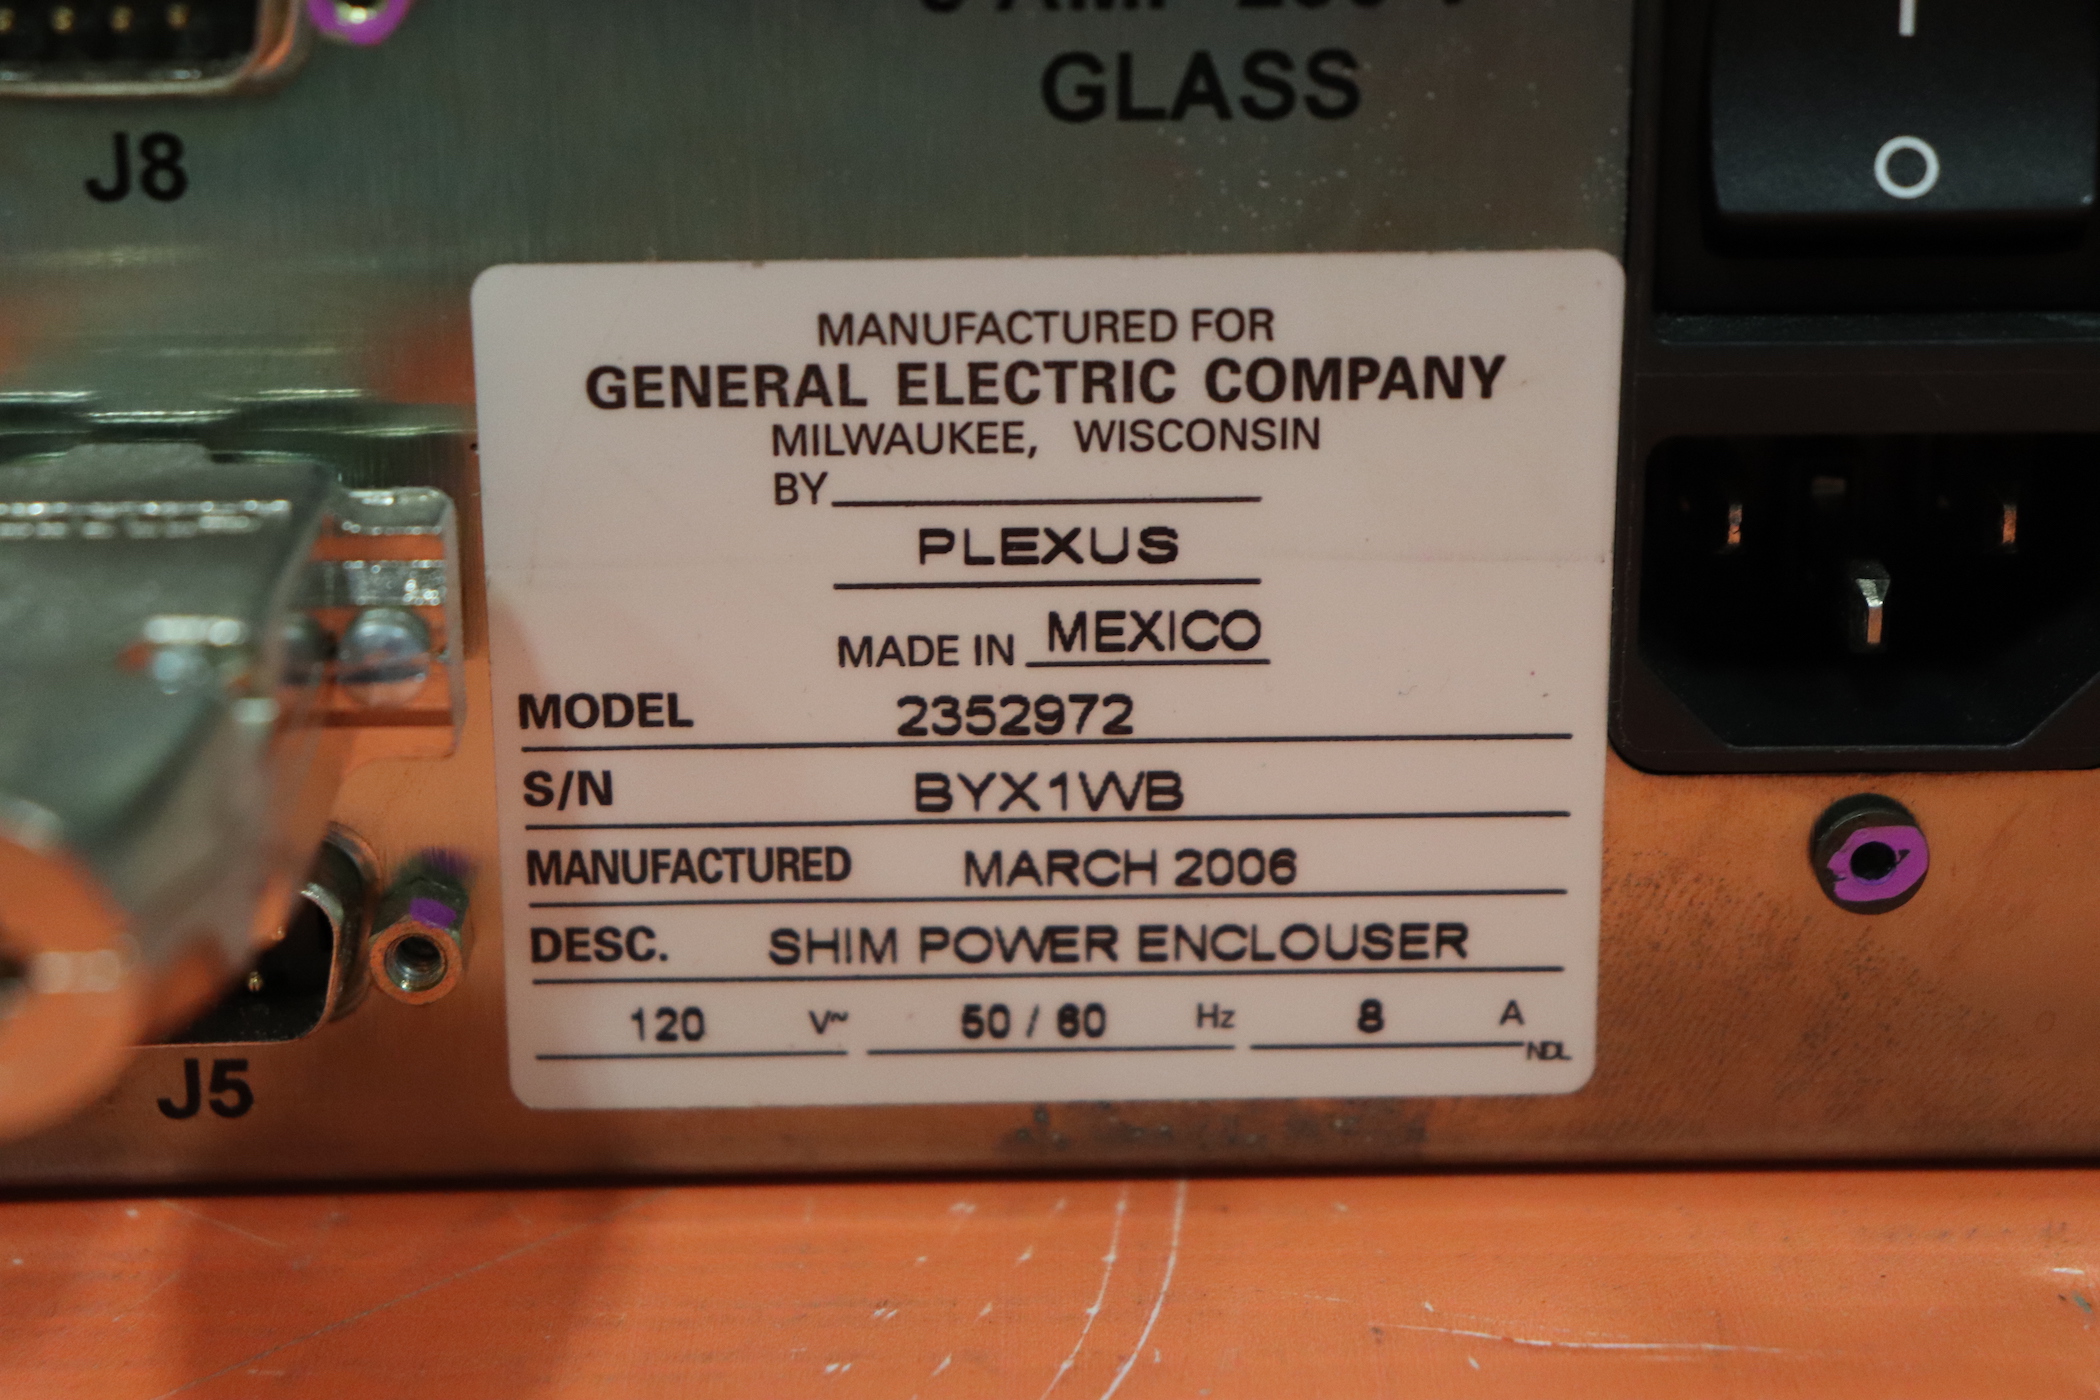 GLASS
J8
MANUFACTURED FOR
GENERAL ELECTRIC COMPANY
MILWAUKEE, WISCONSIN
BY
PLEXUS
MADE IN MEXICO
MODEL 2352972
S/N BYX1WB
MANUFACTURED MARCH 2006
DESC. SHIM POWER ENCLOUSER
120 V~ 50 / 60 Hz 8 A
NDL
J5